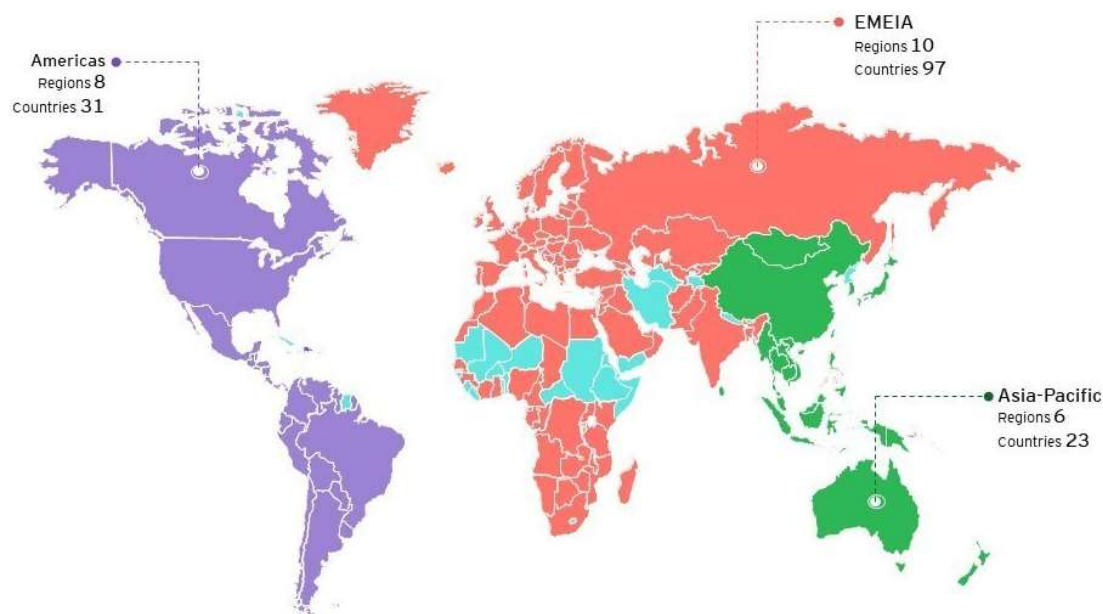 Americas
Regions 8
Countries 31
EMEIA
Regions 10
Countries 97
Asia-Pacific
Regions 6
Countries 23